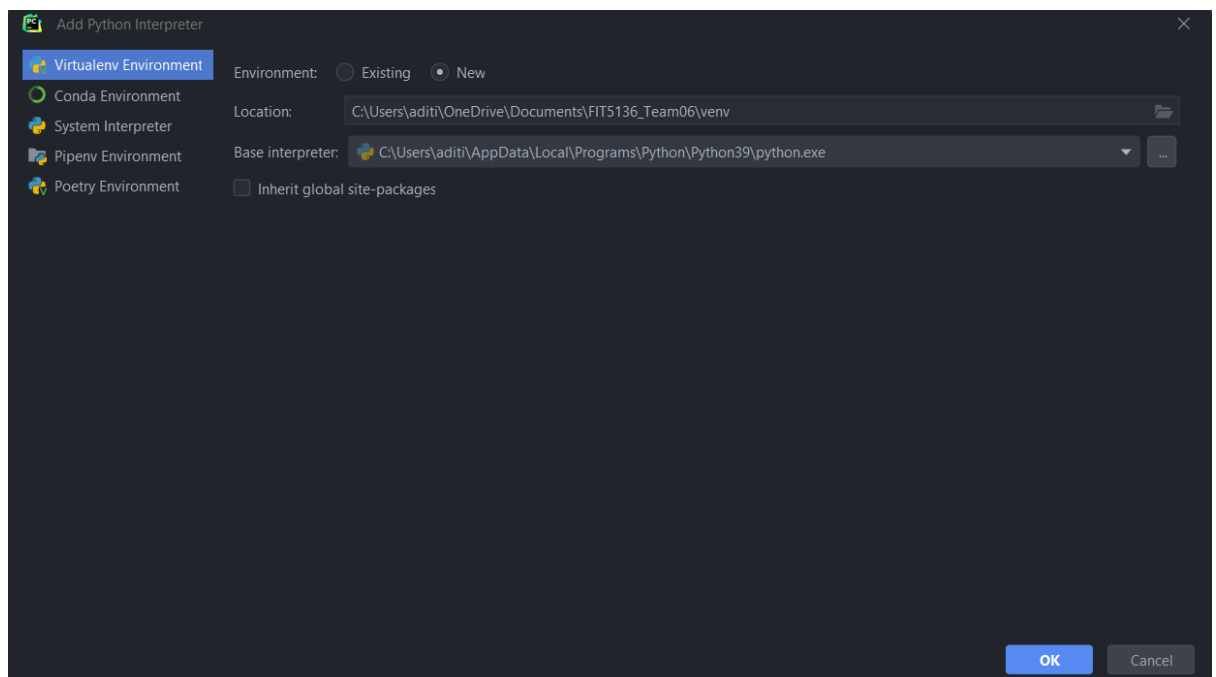 PC Add Python Interpreter
Virtualenv Environment
Conda Environment
System Interpreter
Pipenv Environment
Poetry Environment
Environment: Existing New
Location: C:\Users\aditi\OneDrive\Documents\FIT5136_Team06\venv
Base interpreter: C:\Users\aditi\AppData\Local\Programs\Python\Python39\python.exe ...
Inherit global site-packages
OK Cancel